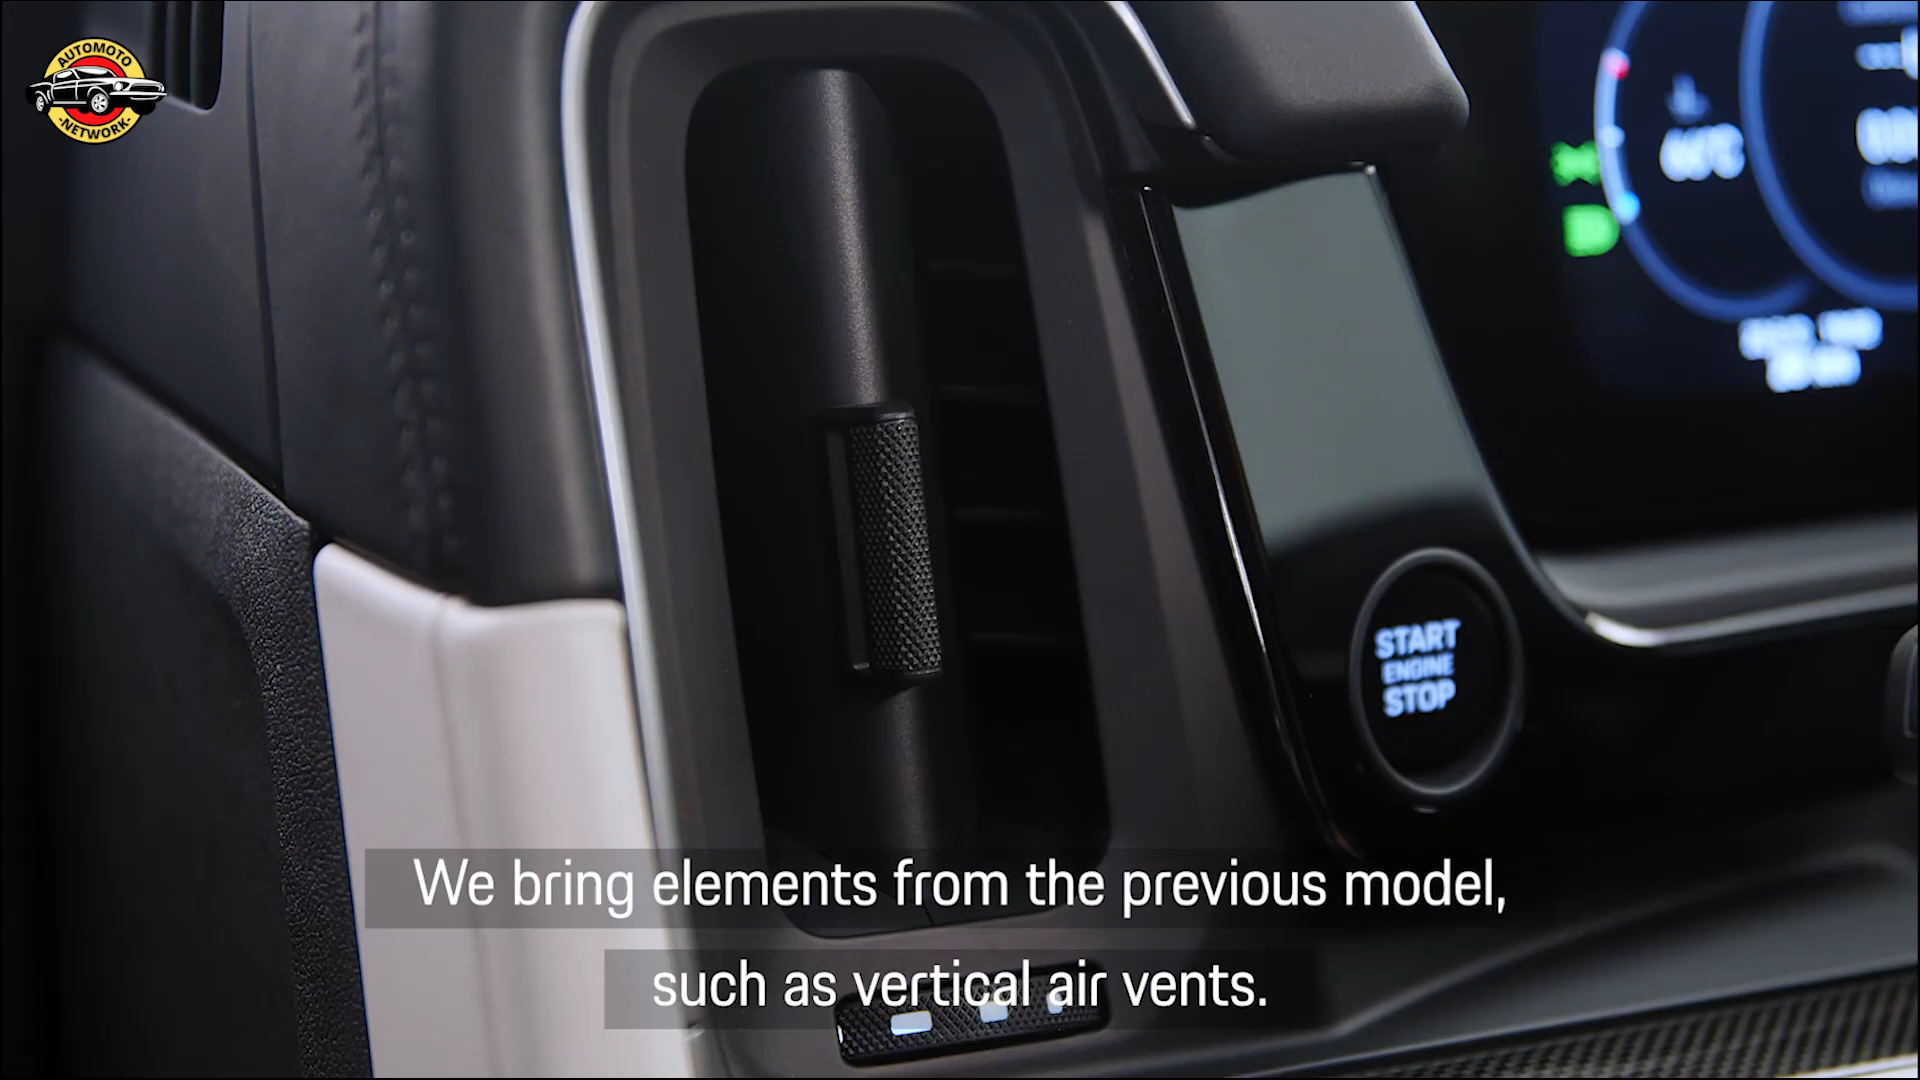 AUTOMOTO
-NETWORK-
START
ENGINE
STOP
We bring elements from the previous model,
such as vertical air vents.